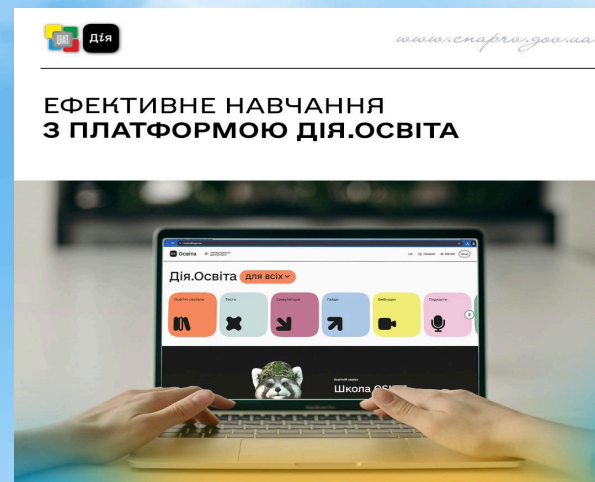 Дія
www.cnapro.gov.ua
ЕФЕКТИВНЕ НАВЧАННЯ
З ПЛАТФОРМОЮ ДІЯ.ОСВІТА
Освіта
Дія.Освіта для всіх
Освітні серіали Тести Симулятори Гайди Вебінари Подкасти
Школа